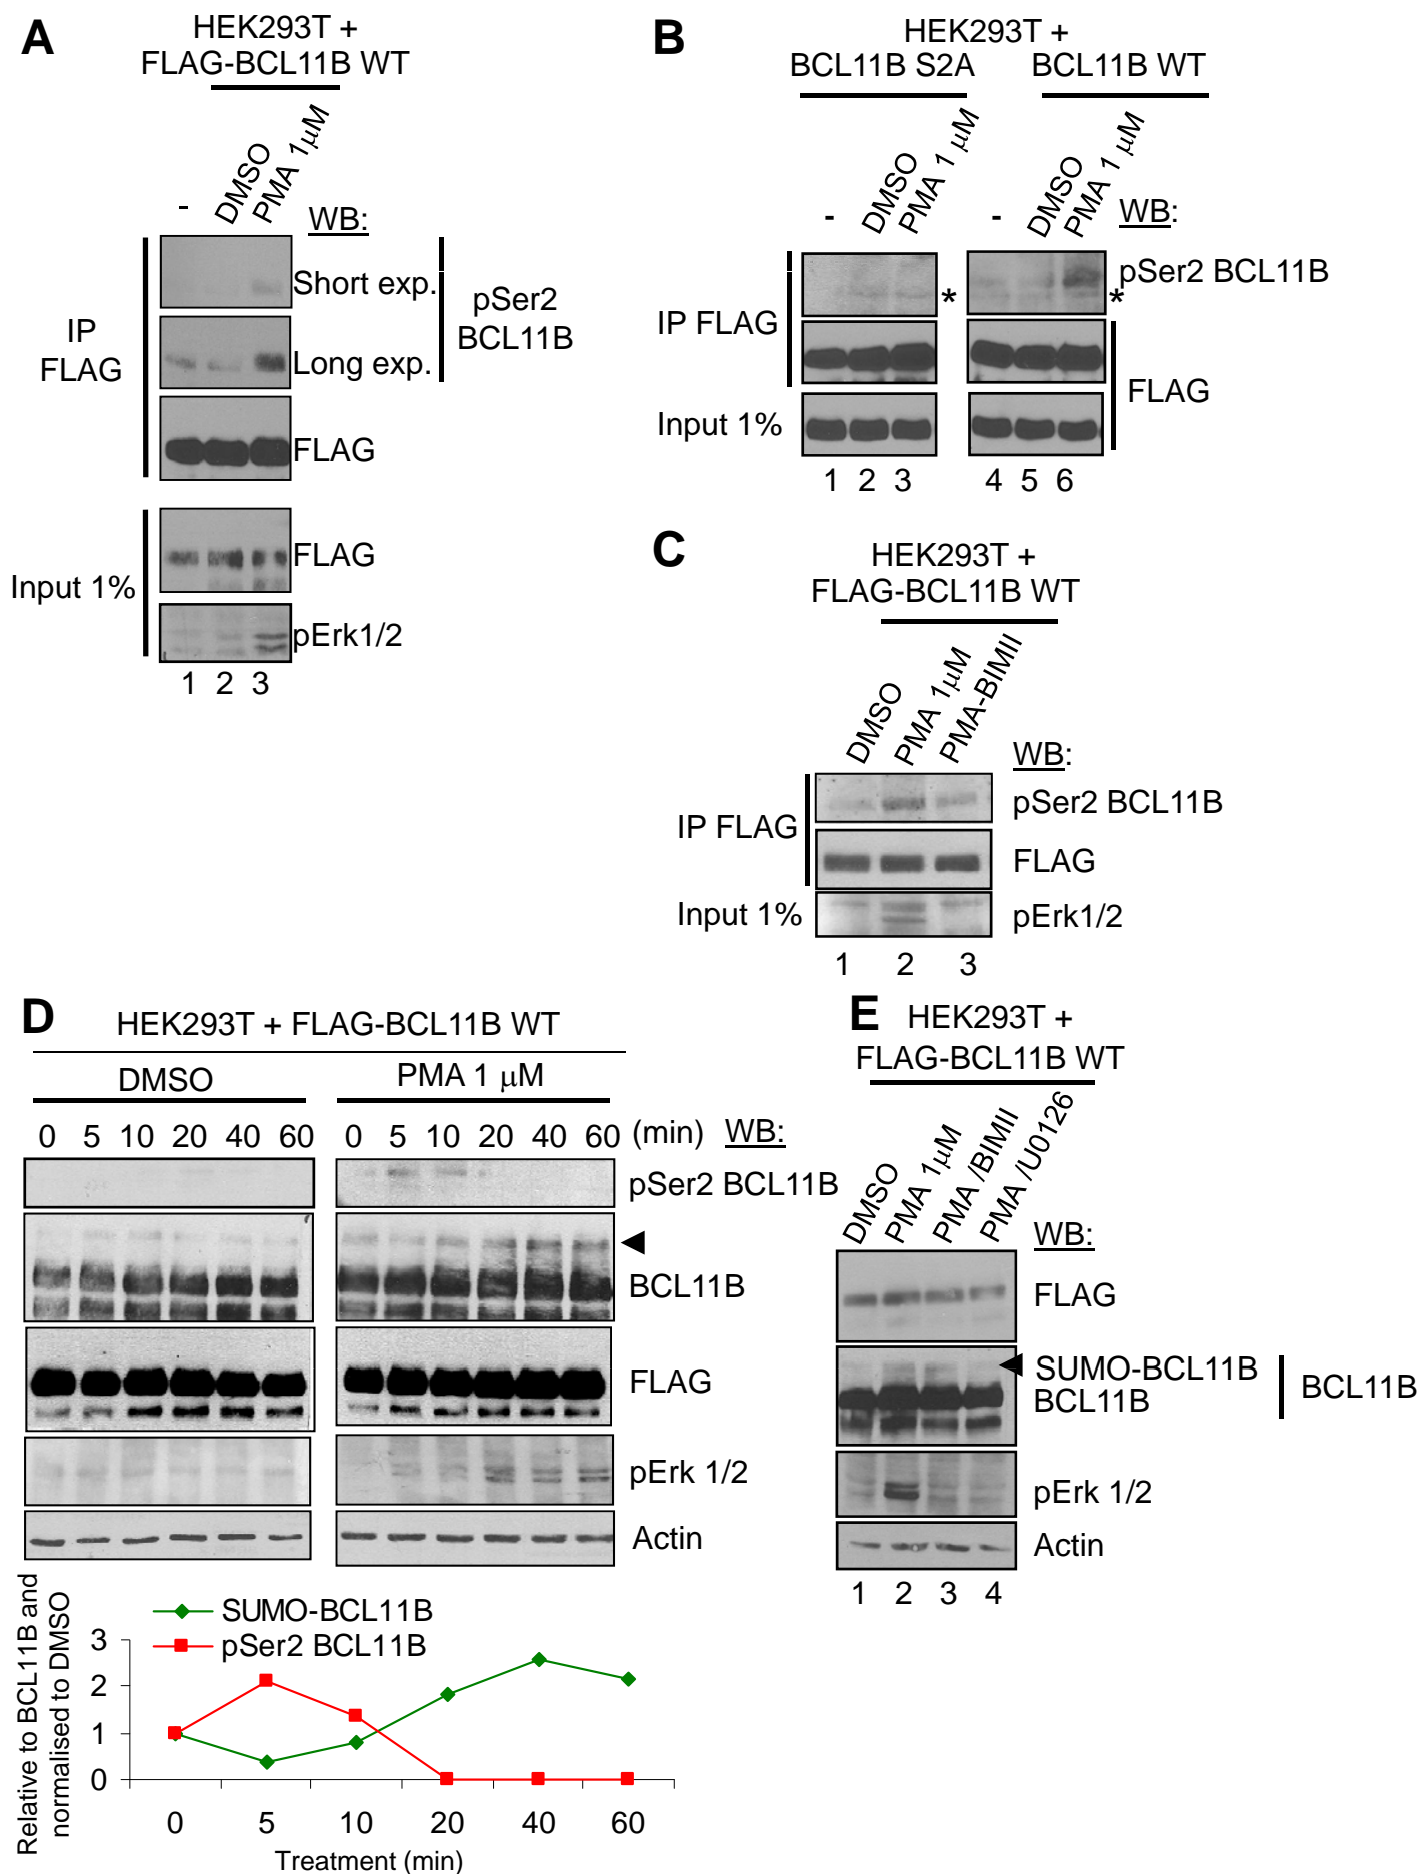 A
HEK293T +
FLAG-BCL11B WT
- DMSO PMA 1µM
WB:
IP
FLAG
Short exp.
Long exp.
pSer2
BCL11B
FLAG
Input 1%
FLAG
pErk1/2
1 2 3
B
HEK293T +
BCL11B S2A BCL11B WT
- DMSO PMA 1 µM - DMSO PMA 1 µM
WB:
IP FLAG
* pSer2 BCL11B
*
FLAG
Input 1%
1 2 3 4 5 6
C
HEK293T +
FLAG-BCL11B WT
DMSO PMA 1µM PMA-BIMII
WB:
IP FLAG
pSer2 BCL11B
FLAG
Input 1% pErk1/2
1 2 3
D
HEK293T + FLAG-BCL11B WT
DMSO PMA 1 µM
0 5 10 20 40 60 0 5 10 20 40 60 (min) WB:
pSer2 BCL11B
BCL11B
FLAG
pErk 1/2
Actin
Relative to BCL11B and
normalised to DMSO
SUMO-BCL11B
pSer2 BCL11B
3
2
1
0
0 5 10 20 40 60
Treatment (min)
E
HEK293T +
FLAG-BCL11B WT
DMSO PMA 1µM PMA /BIMII PMA /U0126
WB:
FLAG
SUMO-BCL11B
BCL11B
BCL11B
pErk 1/2
Actin
1 2 3 4